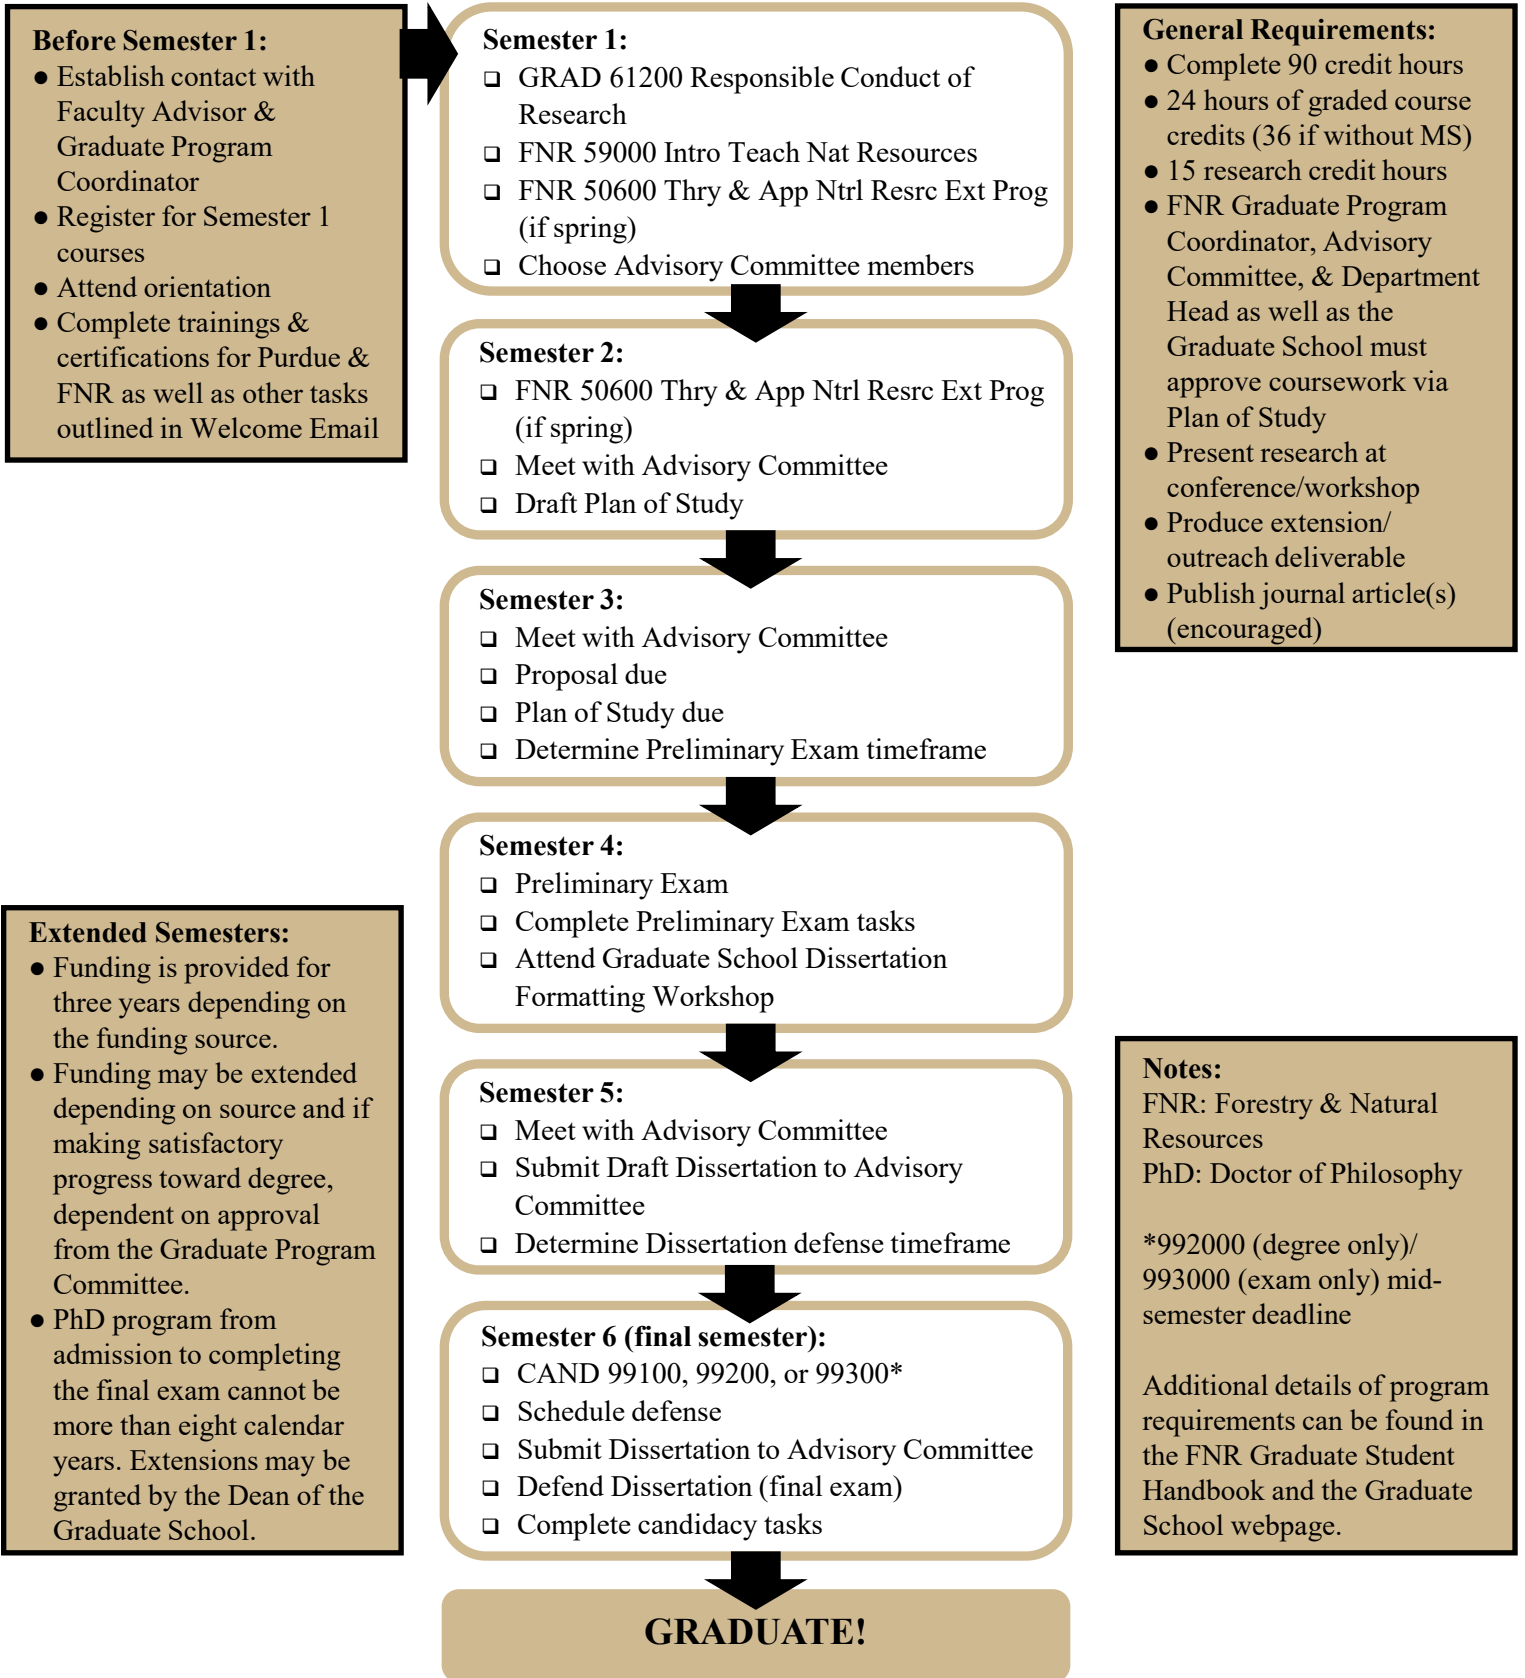 Before Semester 1:
● Establish contact with
Faculty Advisor &
Graduate Program
Coordinator
● Register for Semester 1
courses
● Attend orientation
● Complete trainings &
certifications for Purdue &
FNR as well as other tasks
outlined in Welcome Email
Semester 1:
❑ GRAD 61200 Responsible Conduct of
Research
❑ FNR 59000 Intro Teach Nat Resources
❑ FNR 50600 Thry & App Ntrl Resrc Ext Prog
(if spring)
❑ Choose Advisory Committee members
Semester 2:
❑ FNR 50600 Thry & App Ntrl Resrc Ext Prog
(if spring)
❑ Meet with Advisory Committee
❑ Draft Plan of Study
Semester 3:
❑ Meet with Advisory Committee
❑ Proposal due
❑ Plan of Study due
❑ Determine Preliminary Exam timeframe
Semester 4:
❑ Preliminary Exam
❑ Complete Preliminary Exam tasks
❑ Attend Graduate School Dissertation
Formatting Workshop
Semester 5:
❑ Meet with Advisory Committee
❑ Submit Draft Dissertation to Advisory
Committee
❑ Determine Dissertation defense timeframe
Semester 6 (final semester):
❑ CAND 99100, 99200, or 99300*
❑ Schedule defense
❑ Submit Dissertation to Advisory Committee
❑ Defend Dissertation (final exam)
❑ Complete candidacy tasks
GRADUATE!
General Requirements:
● Complete 90 credit hours
● 24 hours of graded course
credits (36 if without MS)
● 15 research credit hours
● FNR Graduate Program
Coordinator, Advisory
Committee, & Department
Head as well as the
Graduate School must
approve coursework via
Plan of Study
● Present research at
conference/workshop
● Produce extension/
outreach deliverable
● Publish journal article(s)
(encouraged)
Extended Semesters:
● Funding is provided for
three years depending on
the funding source.
● Funding may be extended
depending on source and if
making satisfactory
progress toward degree,
dependent on approval
from the Graduate Program
Committee.
● PhD program from
admission to completing
the final exam cannot be
more than eight calendar
years. Extensions may be
granted by the Dean of the
Graduate School.
Notes:
FNR: Forestry & Natural
Resources
PhD: Doctor of Philosophy
*992000 (degree only)/
993000 (exam only) mid-
semester deadline
Additional details of program
requirements can be found in
the FNR Graduate Student
Handbook and the Graduate
School webpage.